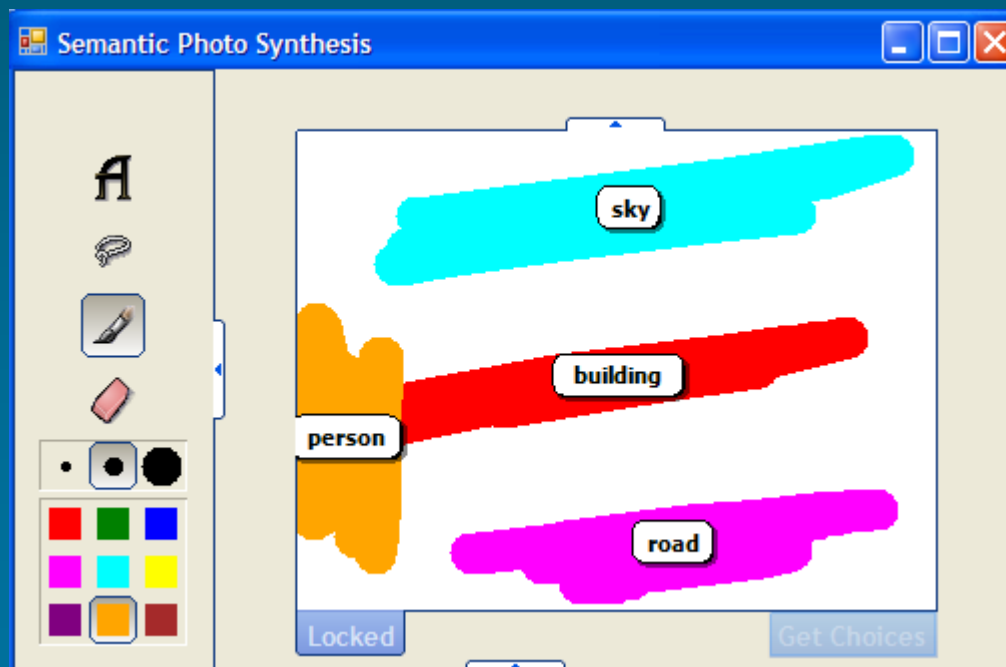 Semantic Photo Synthesis
A
sky
building
person
road
Locked
Get Choices